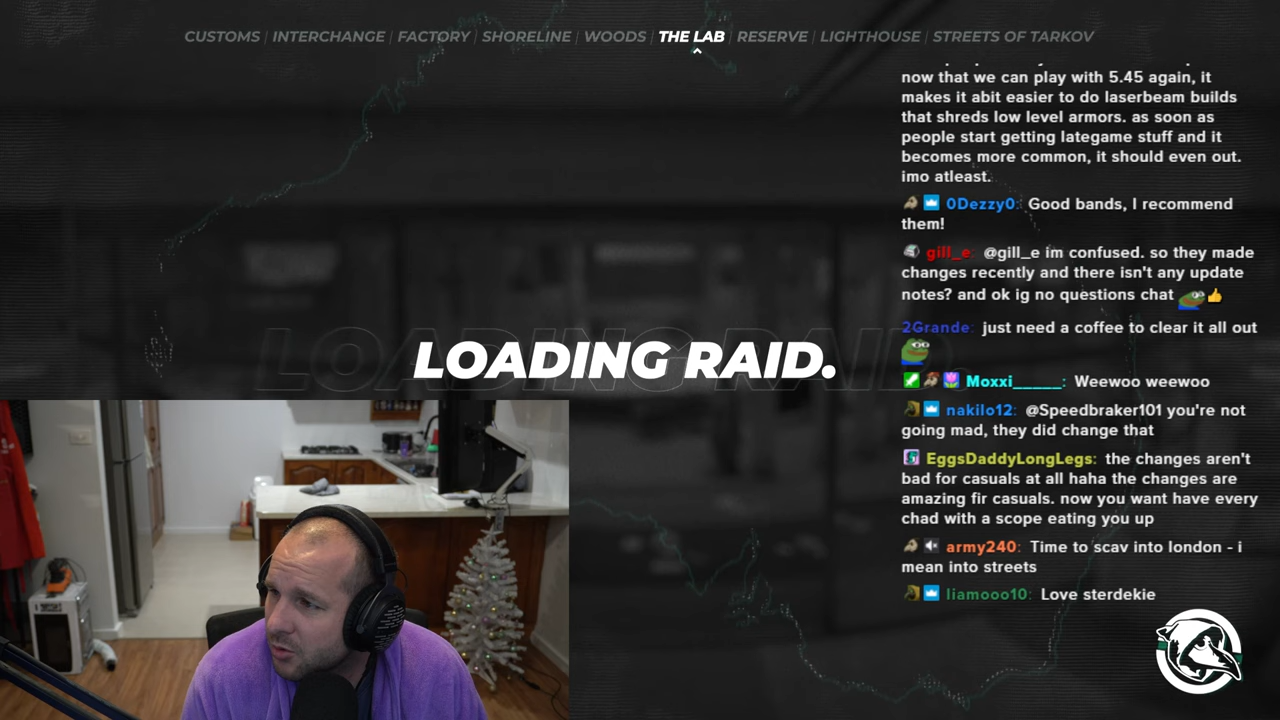 CUSTOMS | INTERCHANGE | FACTORY | SHORELINE | WOODS | THE LAB | RESERVE | LIGHTHOUSE | STREETS OF TARKOV
now that we can play with 5.45 again, it
makes it abit easier to do laserbeam builds
that shreds low level armors. as soon as
people start getting lategame stuff and it
becomes more common, it should even out.
imo atleast.
0Dezzy0: Good bands, I recommend
them!
gill_e: @gill_e im confused. so they made
changes recently and there isn't any update
notes? and ok ig no questions chat
2Grande: just need a coffee to clear it all out
LOADING RAID.
LOADING RAID.
Moxxi_____: Weewoo weewoo
nakilo12: @Speedbraker101 you're not
going mad, they did change that
EggsDaddyLongLegs: the changes aren't
bad for casuals at all haha the changes are
amazing fir casuals. now you want have every
chad with a scope eating you up
army240: Time to scav into london - i
mean into streets
liamooo10: Love sterdekie